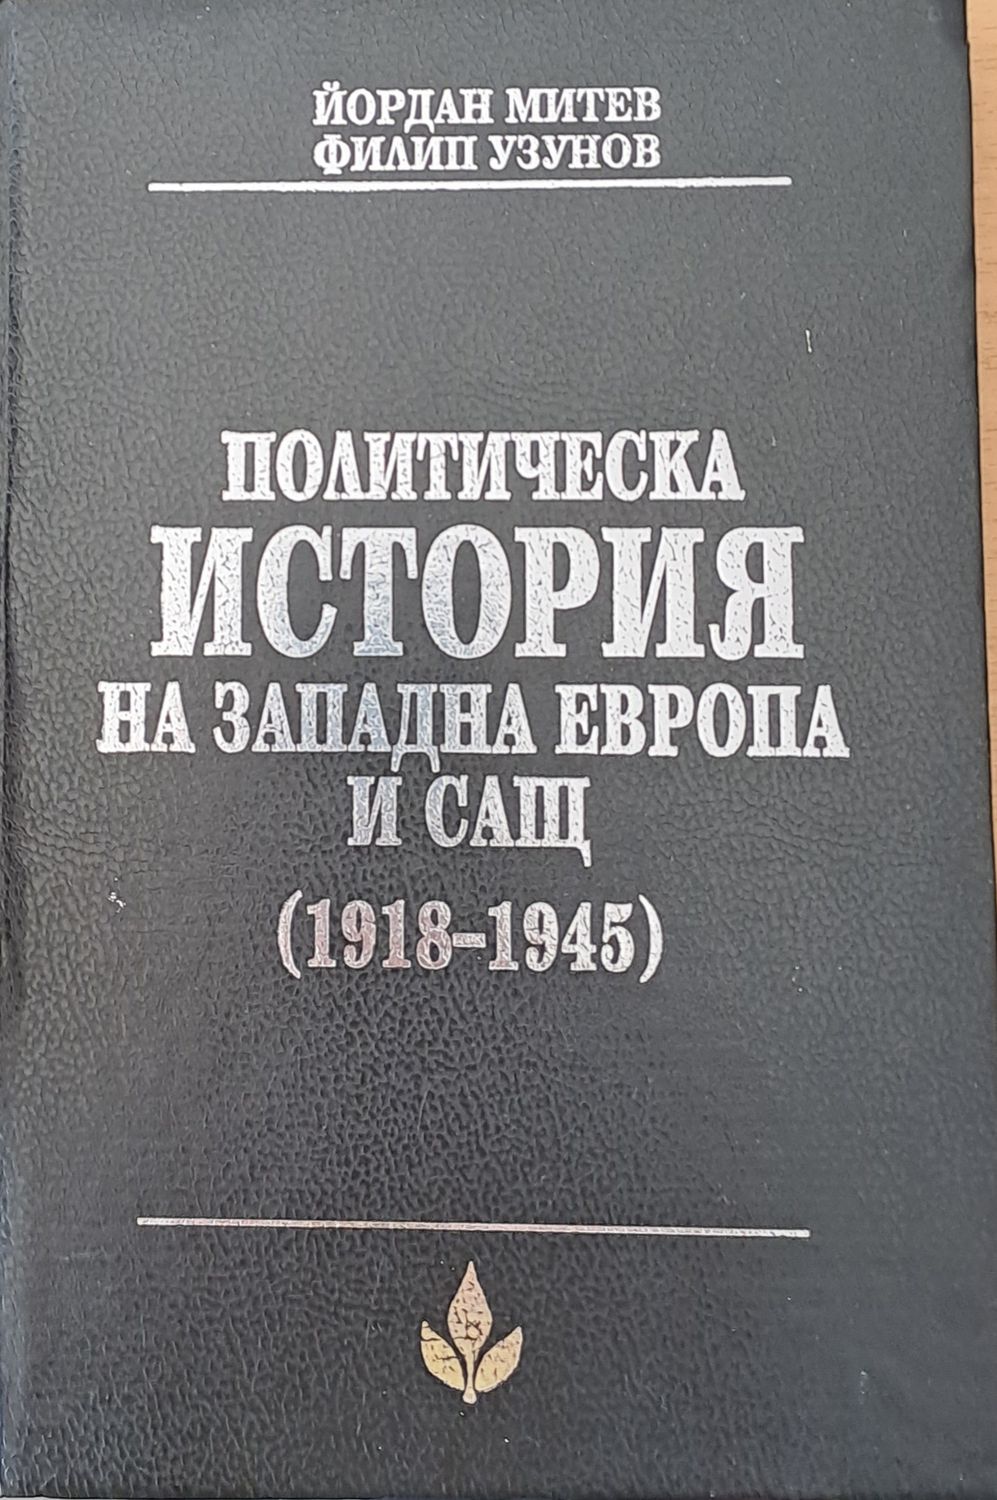 ЙОРДАН МИТЕВ
ФИЛИП УЗУНОВ
ПОЛИТИЧЕСКА
ИСТОРИЯ
НА ЗАПАДНА ЕВРОПА
И САЩ
(1918-1945)